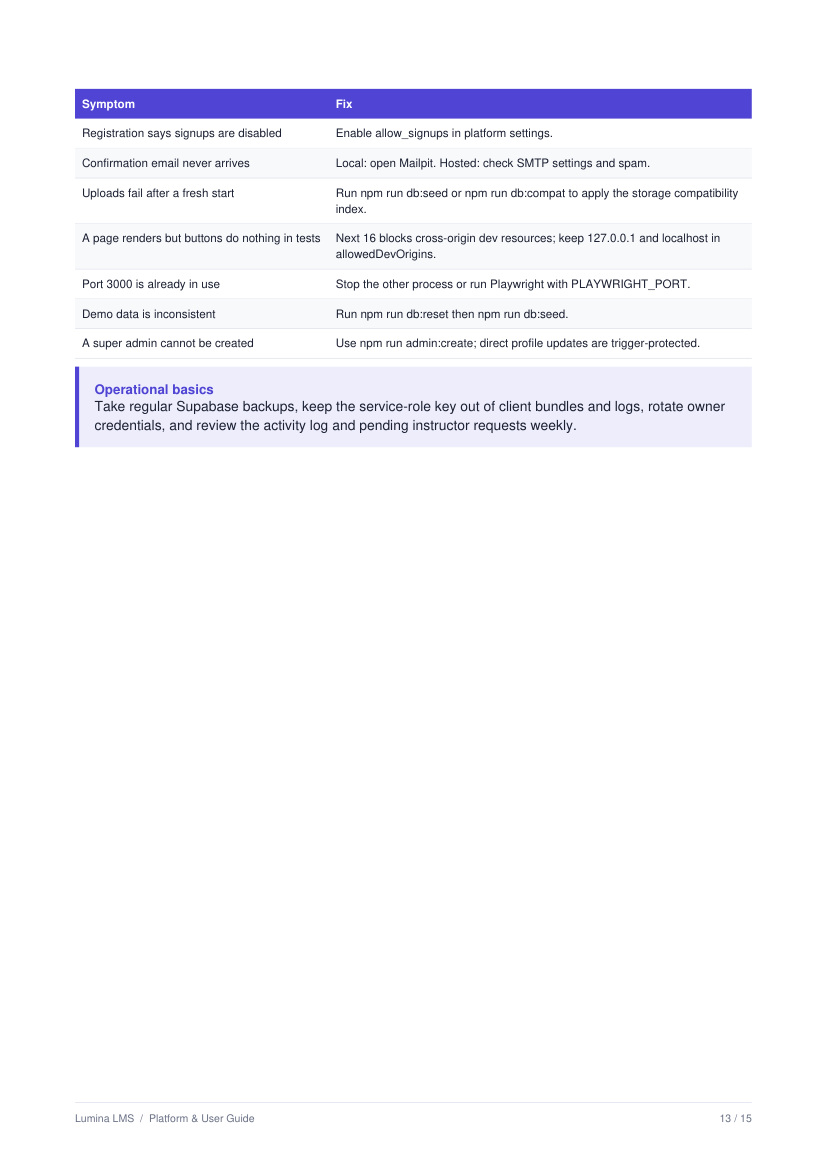 Symptom Fix
Registration says signups are disabled Enable allow_signups in platform settings.
Confirmation email never arrives Local: open Mailpit. Hosted: check SMTP settings and spam.
Uploads fail after a fresh start Run npm run db:seed or npm run db:compat to apply the storage compatibility
index.
A page renders but buttons do nothing in tests Next 16 blocks cross-origin dev resources; keep 127.0.0.1 and localhost in
allowedDevOrigins.
Port 3000 is already in use Stop the other process or run Playwright with PLAYWRIGHT_PORT.
Demo data is inconsistent Run npm run db:reset then npm run db:seed.
A super admin cannot be created Use npm run admin:create; direct profile updates are trigger-protected.
Operational basics
Take regular Supabase backups, keep the service-role key out of client bundles and logs, rotate owner
credentials, and review the activity log and pending instructor requests weekly.
Lumina LMS / Platform & User Guide 13 / 15